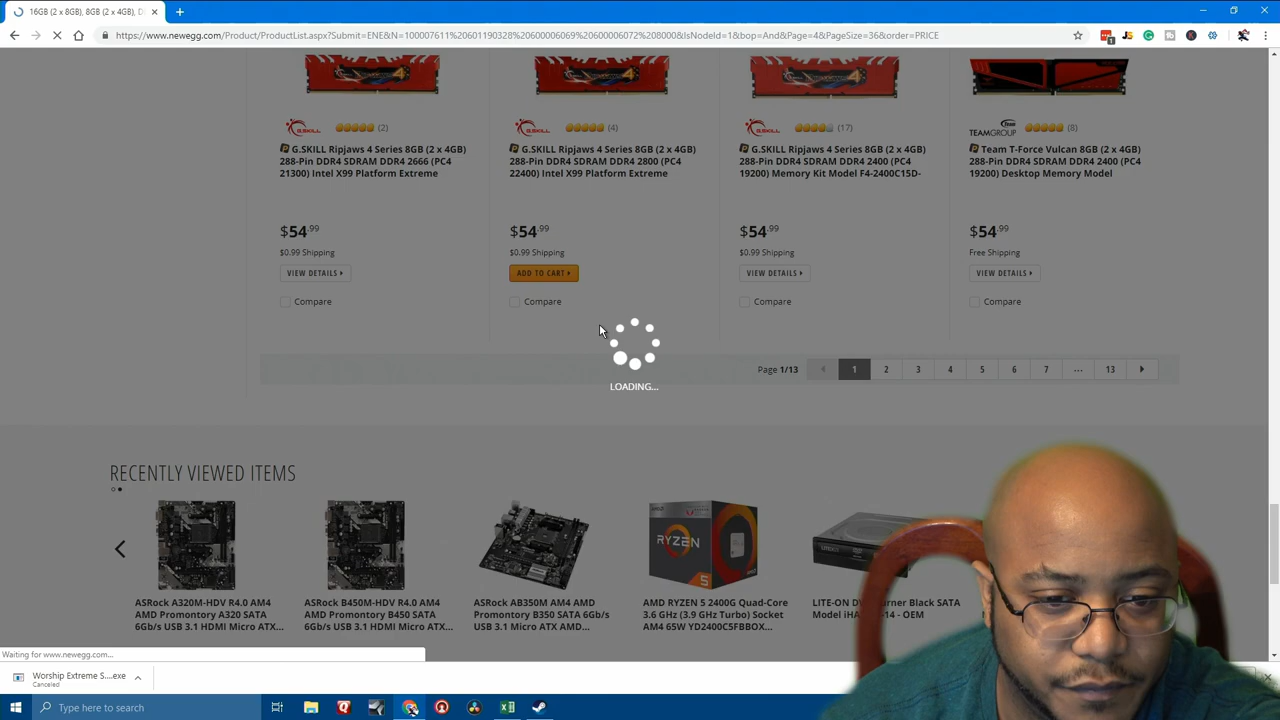 16GB (2 x 8GB), 8GB (2 x 4GB), D
https://www.newegg.com/Product/ProductList.aspx?Submit=ENE&N=100007611%20601190328%20600006069%20600006072%208000&IsNodeId=1&bop=And&Page=4&PageSize=36&order=PRICE
G.SKILL (2)
G.SKILL (4)
G.SKILL (17)
TEAMGROUP (8)
G.SKILL Ripjaws 4 Series 8GB (2 x 4GB)
288-Pin DDR4 SDRAM DDR4 2666 (PC4
21300) Intel X99 Platform Extreme
G.SKILL Ripjaws 4 Series 8GB (2 x 4GB)
288-Pin DDR4 SDRAM DDR4 2800 (PC4
22400) Intel X99 Platform Extreme
G.SKILL Ripjaws 4 Series 8GB (2 x 4GB)
288-Pin DDR4 SDRAM DDR4 2400 (PC4
19200) Memory Kit Model F4-2400C15D-
Team T-Force Vulcan 8GB (2 x 4GB)
288-Pin DDR4 SDRAM DDR4 2400 (PC4
19200) Desktop Memory Model
$54.99
$54.99
$54.99
$54.99
$0.99 Shipping
$0.99 Shipping
$0.99 Shipping
Free Shipping
VIEW DETAILS
ADD TO CART
VIEW DETAILS
VIEW DETAILS
Compare
Compare
Compare
Compare
LOADING...
Page 1/13 1 2 3 4 5 6 7 ... 13
RECENTLY VIEWED ITEMS
RYZEN
5
ASRock A320M-HDV R4.0 AM4
AMD Promontory A320 SATA
6Gb/s USB 3.1 HDMI Micro ATX...
ASRock B450M-HDV R4.0 AM4
AMD Promontory B450 SATA
6Gb/s USB 3.1 Micro ATX...
ASRock AB350M AM4 AMD
Promontory B350 SATA 6Gb/s
USB 3.1 Micro ATX AMD...
AMD RYZEN 5 2400G Quad-Core
3.6 GHz (3.9 GHz Turbo) Socket
AM4 65W YD2400C5FBBOX...
LITE-ON Burner Black SATA
Model - OEM
Waiting for www.newegg.com...
Worship Extreme S....exe
Canceled
Type here to search